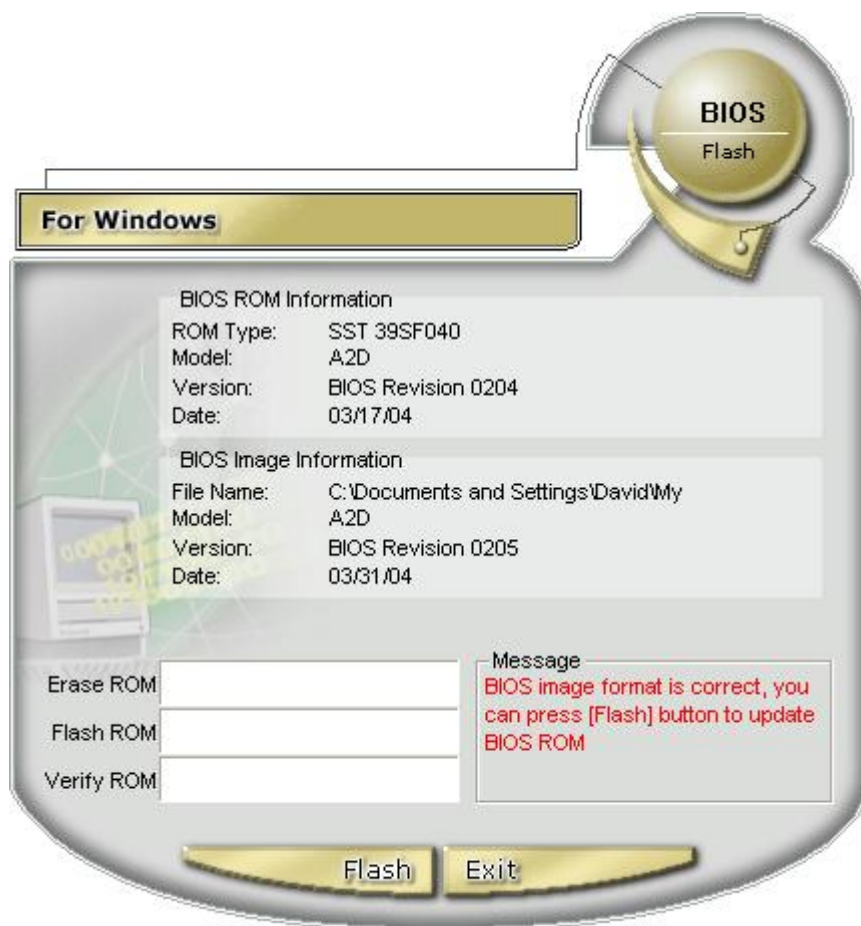 BIOS
Flash
For Windows
BIOS ROM Information
ROM Type: SST 39SF040
Model: A2D
Version: BIOS Revision 0204
Date: 03/17/04
BIOS Image Information
File Name: C:\Documents and Settings\David\My
Model: A2D
Version: BIOS Revision 0205
Date: 03/31/04
Erase ROM
Flash ROM
Verify ROM
Message
BIOS image format is correct, you
can press [Flash] button to update
BIOS ROM
Flash
Exit